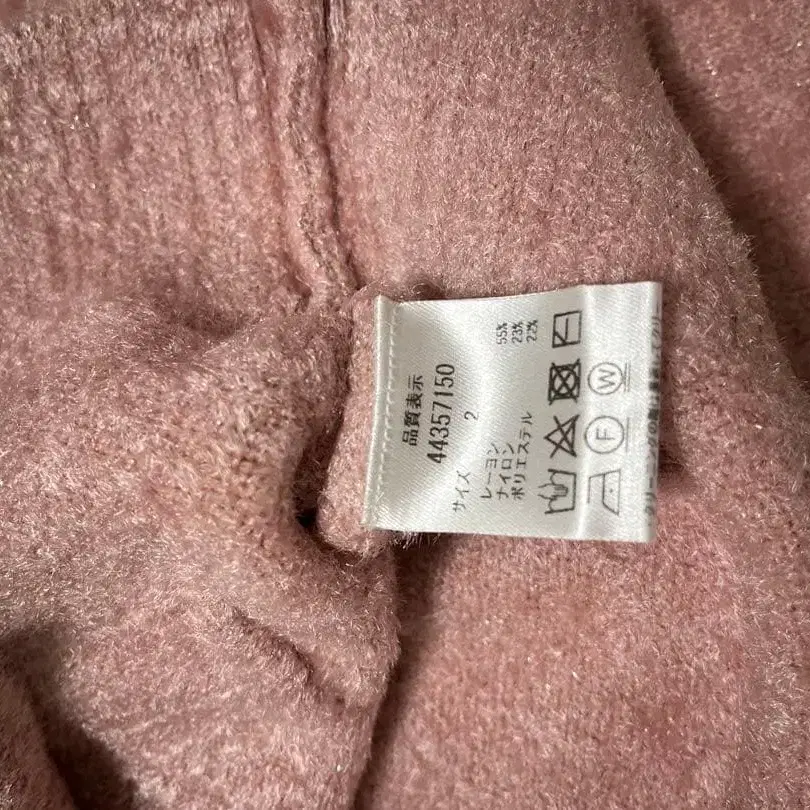 品質表示
44357150
サイズ 2
レーヨン 55%
ナイロン 23%
ポリエステル 22%
F W